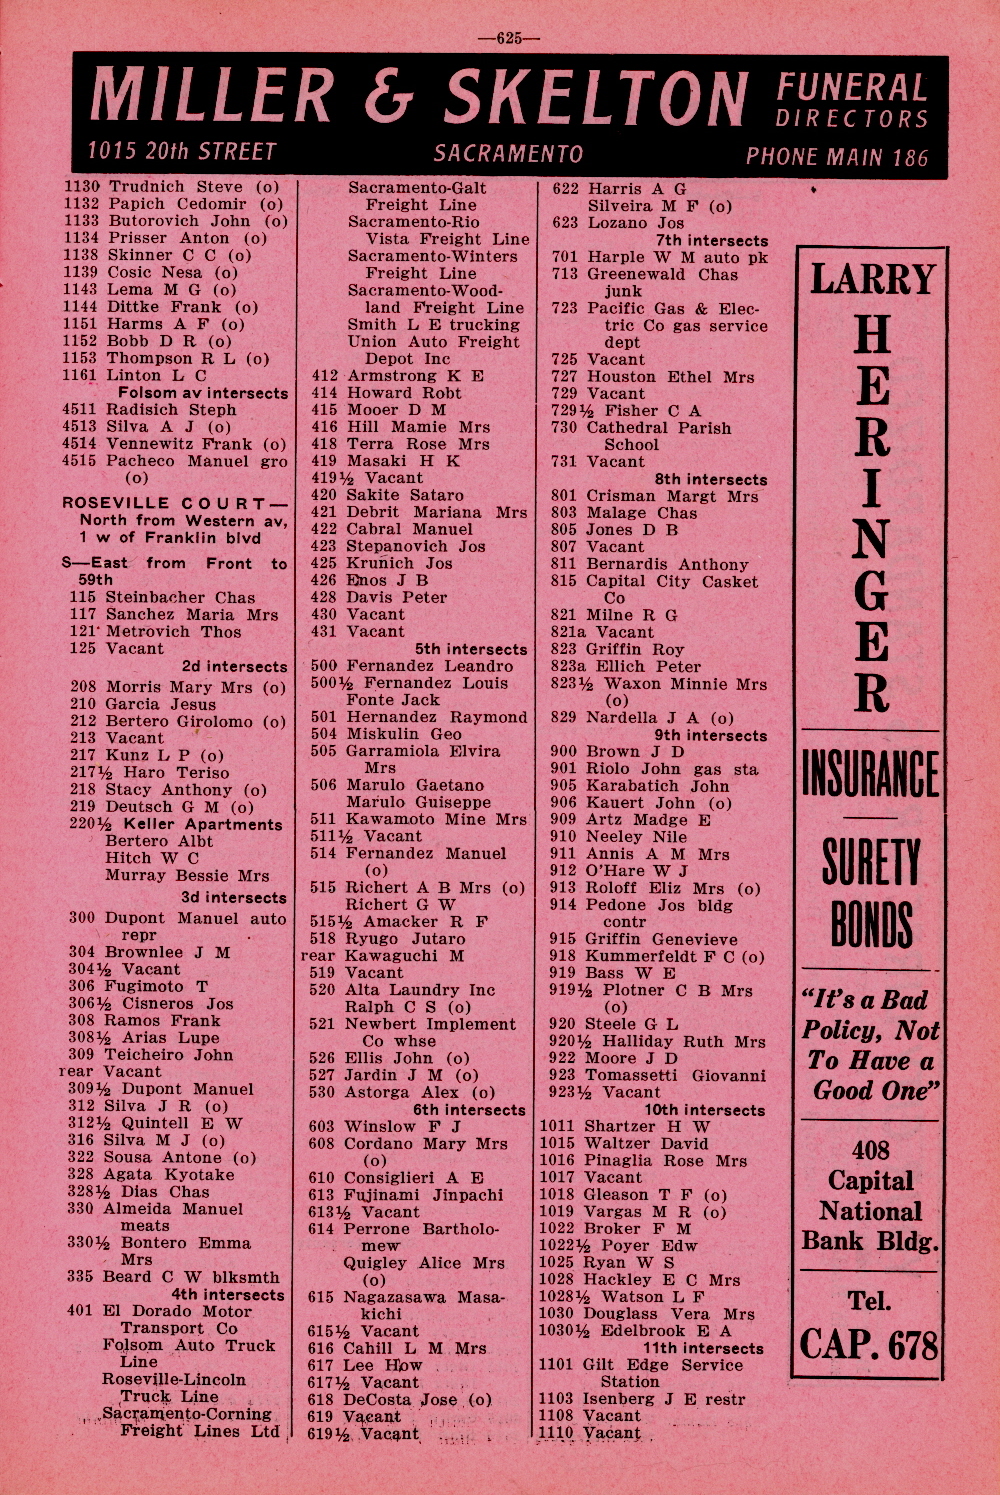 —625—
MILLER & SKELTON FUNERAL DIRECTORS
1015 20th STREET SACRAMENTO PHONE MAIN 186
1130 Trudnich Steve (o)
1132 Papich Cedomir (o)
1133 Butorovich John (o)
1134 Prisser Anton (o)
1138 Skinner C C (o)
1139 Cosic Nesa (o)
1143 Lema M G (o)
1144 Dittke Frank (o)
1151 Harms A F (o)
1152 Bobb D R (o)
1153 Thompson R L (o)
1161 Linton L C
Folsom av intersects
4511 Radisich Steph
4513 Silva A J (o)
4514 Vennewitz Frank (o)
4515 Pacheco Manuel gro
(o)
ROSEVILLE COURT—
North from Western av,
1 w of Franklin blvd
S—East from Front to
59th
115 Steinbacher Chas
117 Sanchez Maria Mrs
121 Metrovich Thos
125 Vacant
2d intersects
208 Morris Mary Mrs (o)
210 Garcia Jesus
212 Bertero Girolomo (o)
213 Vacant
217 Kunz L P (o)
217½ Haro Teriso
218 Stacy Anthony (o)
219 Deutsch G M (o)
220½ Keller Apartments
Bertero Albt
Hitch W C
Murray Bessie Mrs
3d intersects
300 Dupont Manuel auto
repr
304 Brownlee J M
304½ Vacant
306 Fugimoto T
306½ Cisneros Jos
308 Ramos Frank
308½ Arias Lupe
309 Teicheiro John
rear Vacant
309½ Dupont Manuel
312 Silva J R (o)
312½ Quintell E W
316 Silva M J (o)
322 Sousa Antone (o)
328 Agata Kyotake
328½ Dias Chas
330 Almeida Manuel
meats
330½ Bontero Emma
Mrs
335 Beard C W blksmth
4th intersects
401 El Dorado Motor
Transport Co
Folsom Auto Truck
Line
Roseville-Lincoln
Truck Line
Sacramento-Corning
Freight Lines Ltd
Sacramento-Galt
Freight Line
Sacramento-Rio
Vista Freight Line
Sacramento-Winters
Freight Line
Sacramento-Wood-
land Freight Line
Smith L E trucking
Union Auto Freight
Depot Inc
412 Armstrong K E
414 Howard Robt
415 Mooer D M
416 Hill Mamie Mrs
418 Terra Rose Mrs
419 Masaki H K
419½ Vacant
420 Sakite Sataro
421 Debrit Mariana Mrs
422 Cabral Manuel
423 Stepanovich Jos
425 Krunich Jos
426 Enos J B
428 Davis Peter
430 Vacant
431 Vacant
5th intersects
500 Fernandez Leandro
500½ Fernandez Louis
Fonte Jack
501 Hernandez Raymond
504 Miskulin Geo
505 Garramiola Elvira
Mrs
506 Marulo Gaetano
Marulo Guiseppe
511 Kawamoto Mine Mrs
511½ Vacant
514 Fernandez Manuel
(o)
515 Richert A B Mrs (o)
Richert G W
515½ Amacker R F
518 Ryugo Jutaro
rear Kawaguchi M
519 Vacant
520 Alta Laundry Inc
Ralph C S (o)
521 Newbert Implement
Co whse
526 Ellis John (o)
527 Jardin J M (o)
530 Astorga Alex (o)
6th intersects
603 Winslow F J
608 Cordano Mary Mrs
(o)
610 Consiglieri A E
613 Fujinami Jinpachi
613½ Vacant
614 Perrone Bartholo-
mew
Quigley Alice Mrs
(o)
615 Nagazasawa Masa-
kichi
615½ Vacant
616 Cahill L M Mrs
617 Lee How
617½ Vacant
618 DeCosta Jose (o)
619 Vacant
619½ Vacant
622 Harris A G
Silveira M F (o)
623 Lozano Jos
7th intersects
701 Harple W M auto pk
713 Greenewald Chas
junk
723 Pacific Gas & Elec-
tric Co gas service
dept
725 Vacant
727 Houston Ethel Mrs
729 Vacant
729½ Fisher C A
730 Cathedral Parish
School
731 Vacant
8th intersects
801 Crisman Margt Mrs
803 Malage Chas
805 Jones D B
807 Vacant
811 Bernardis Anthony
815 Capital City Casket
Co
821 Milne R G
821a Vacant
823 Griffin Roy
823a Ellich Peter
823½ Waxon Minnie Mrs
(o)
829 Nardella J A (o)
9th intersects
900 Brown J D
901 Riolo John gas sta
905 Karabatich John
906 Kauert John (o)
909 Artz Madge E
910 Neeley Nile
911 Annis A M Mrs
912 O'Hare W J
913 Roloff Eliz Mrs (o)
914 Pedone Jos bldg
contr
915 Griffin Genevieve
918 Kummerfeldt F C (o)
919 Bass W E
919½ Plotner C B Mrs
(o)
920 Steele G L
920½ Halliday Ruth Mrs
922 Moore J D
923 Tomassetti Giovanni
923½ Vacant
10th intersects
1011 Shartzer H W
1015 Waltzer David
1016 Pinaglia Rose Mrs
1017 Vacant
1018 Gleason T F (o)
1019 Vargas M R (o)
1022 Broker F M
1022½ Poyer Edw
1025 Ryan W S
1028 Hackley E C Mrs
1028½ Watson L F
1030 Douglass Vera Mrs
1030½ Edelbrook E A
11th intersects
1101 Gilt Edge Service
Station
1103 Isenberg J E restr
1108 Vacant
1110 Vacant
LARRY
HERINGER
INSURANCE
SURETY
BONDS
"It's a Bad
Policy, Not
To Have a
Good One"
408
Capital
National
Bank Bldg.
Tel.
CAP. 678